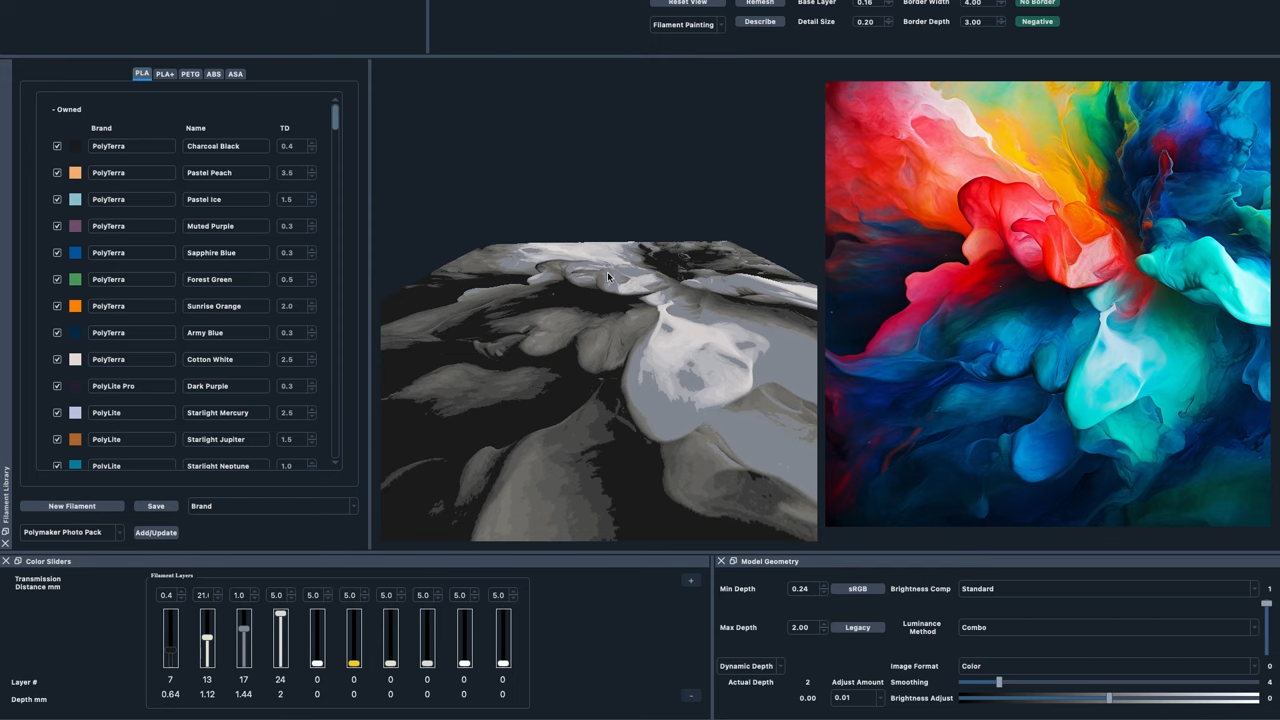 Reset View Remesh Base Layer 0.16 Border Width 4.00 No Border
Filament Painting Describe Detail Size 0.20 Border Depth 3.00 Negative
PLA PLA+ PETG ABS ASA
- Owned
Brand Name TD
PolyTerra Charcoal Black 0.4
PolyTerra Pastel Peach 3.5
PolyTerra Pastel Ice 1.5
PolyTerra Muted Purple 0.3
PolyTerra Sapphire Blue 0.3
PolyTerra Forest Green 0.5
PolyTerra Sunrise Orange 2.0
PolyTerra Army Blue 0.3
PolyTerra Cotton White 2.5
PolyLite Pro Dark Purple 0.3
PolyLite Starlight Mercury 2.5
PolyLite Starlight Jupiter 1.5
PolyLite Starlight Neptune 1.0
New Filament Save Brand
Polymaker Photo Pack Add/Update
Filament Library
Color Sliders
Transmission
Distance mm
Filament Layers
0.4 21. 1.0 5.0 5.0 5.0 5.0 5.0 5.0 5.0
+
Layer # 7 13 17 24 0 0 0 0 0 0
Depth mm 0.64 1.12 1.44 2 0 0 0 0 0 0
-
Model Geometry
Min Depth 0.24 sRGB Brightness Comp Standard 1
Max Depth 2.00 Legacy Luminance Method Combo
Dynamic Depth Image Format Color 0
Actual Depth 2 Adjust Amount Smoothing 4
0.00 0.01 Brightness Adjust 0